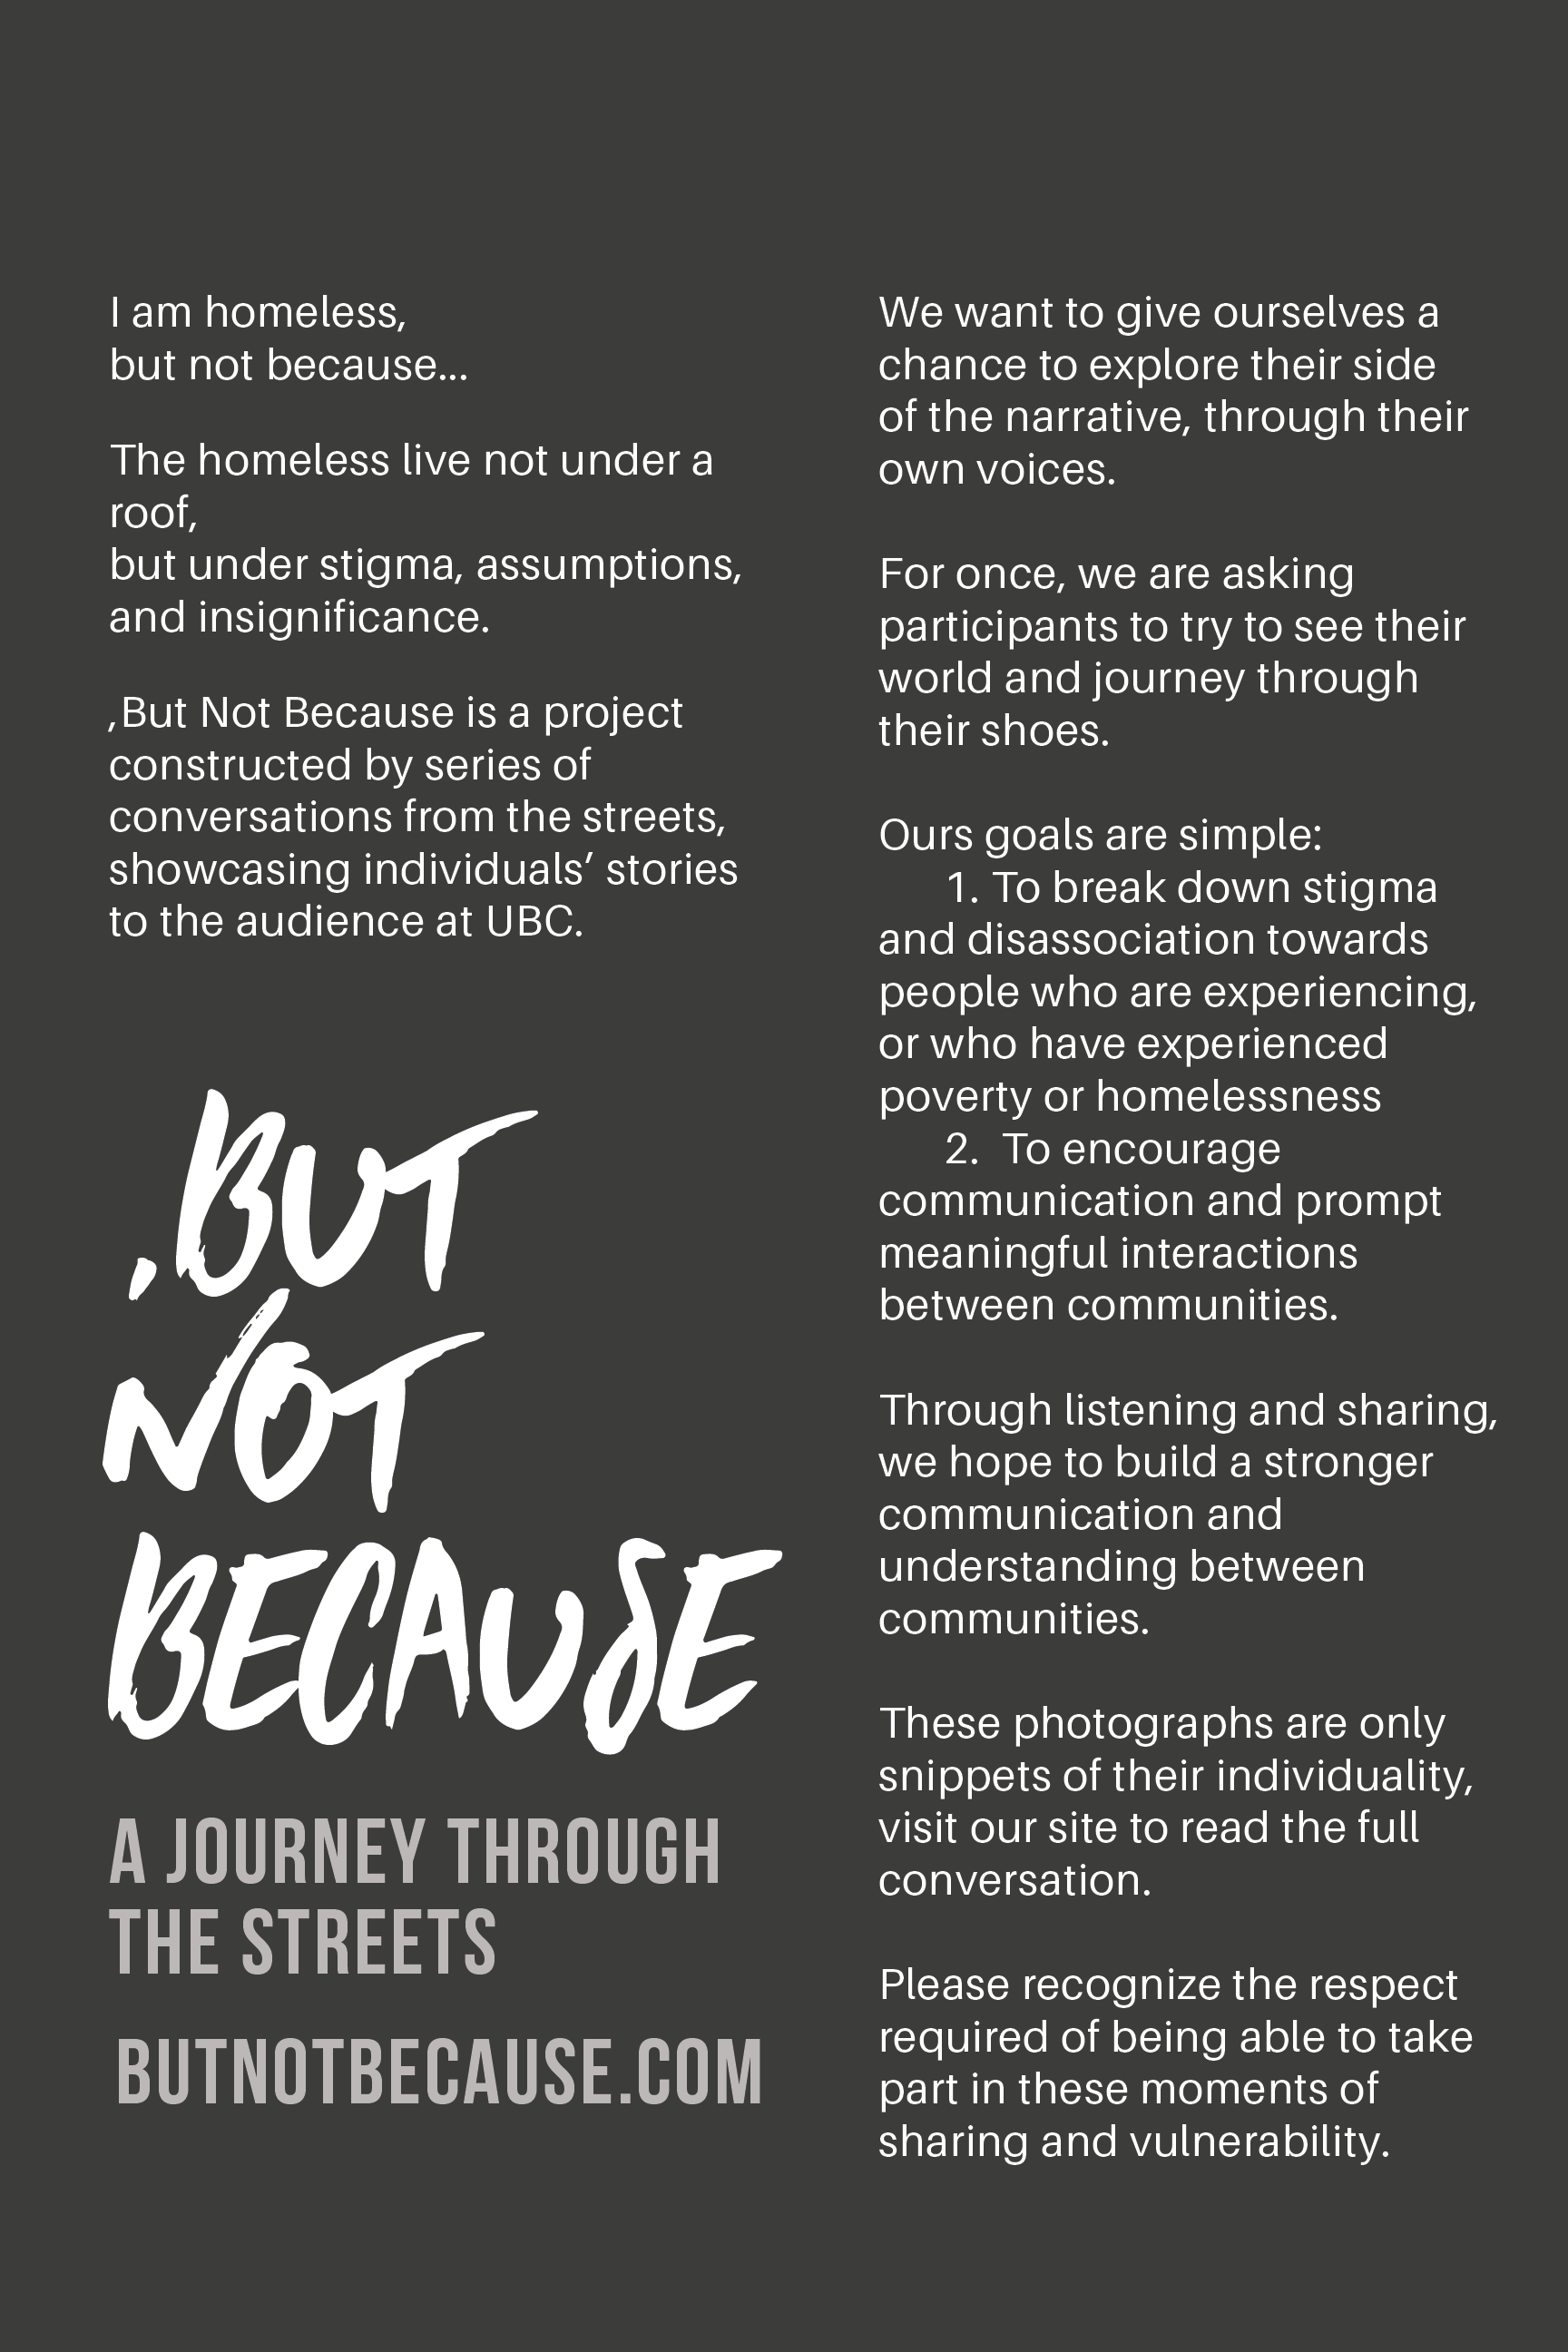 I am homeless,
but not because...
The homeless live not under a
roof,
but under stigma, assumptions,
and insignificance.
,But Not Because is a project
constructed by series of
conversations from the streets,
showcasing individuals’ stories
to the audience at UBC.
,BUT
NOT
BECAUSE
A JOURNEY THROUGH
THE STREETS
BUTNOTBECAUSE.COM
We want to give ourselves a
chance to explore their side
of the narrative, through their
own voices.
For once, we are asking
participants to try to see their
world and journey through
their shoes.
Ours goals are simple:
1. To break down stigma
and disassociation towards
people who are experiencing,
or who have experienced
poverty or homelessness
2. To encourage
communication and prompt
meaningful interactions
between communities.
Through listening and sharing,
we hope to build a stronger
communication and
understanding between
communities.
These photographs are only
snippets of their individuality,
visit our site to read the full
conversation.
Please recognize the respect
required of being able to take
part in these moments of
sharing and vulnerability.